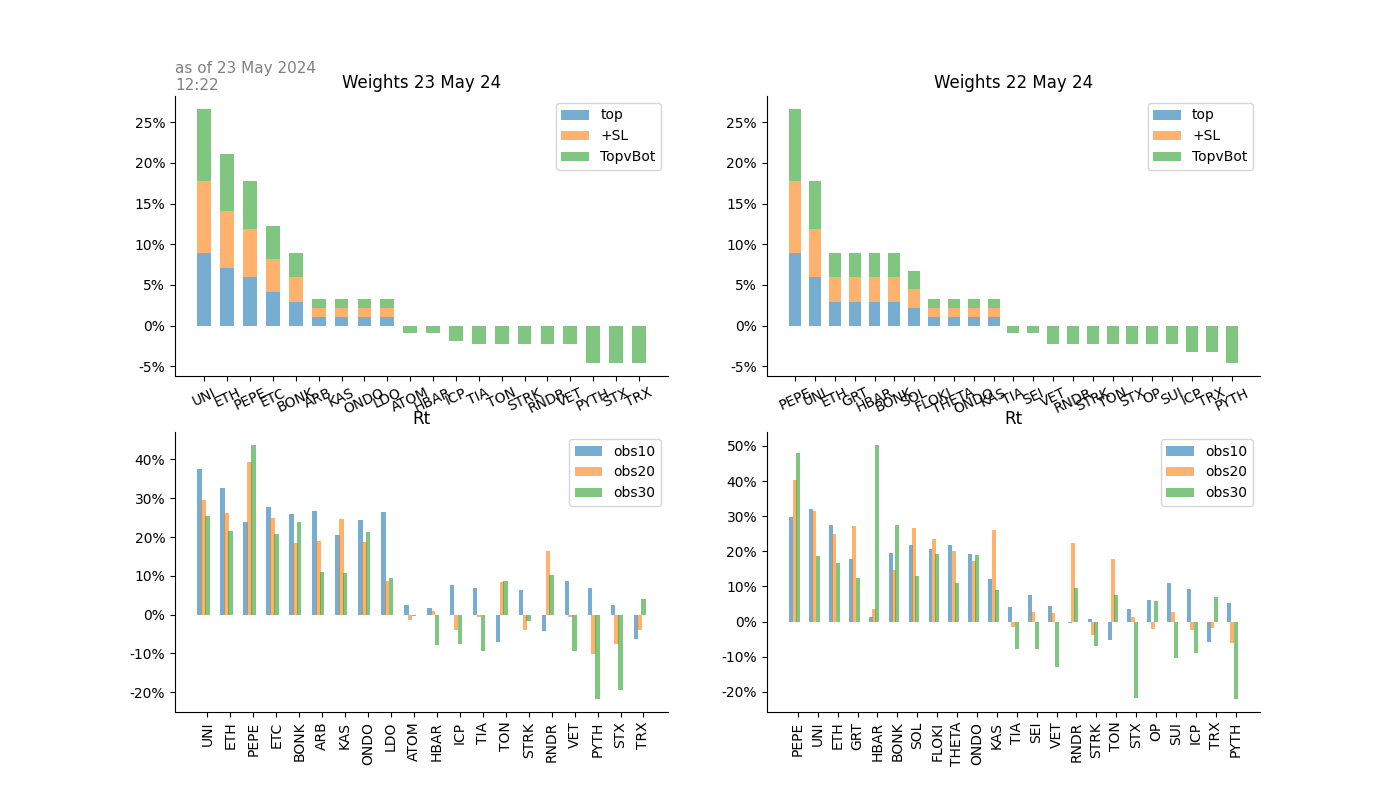 as of 23 May 2024
12:22
Weights 23 May 24
25%
20%
15%
10%
5%
0%
-5%
top
+SL
TopvBot
UNI ETH PEPE ETC BONK ARB KAS ONDO LDO ATOM HBAR ICP TIA TON STRK RNDR VET PYTH STX TRX
Weights 22 May 24
25%
20%
15%
10%
5%
0%
-5%
top
+SL
TopvBot
PEPE UNI ETH GRT HBAR BONK SOL FLOKI THETA ONDO KAS TIA SEI VET RNDR STRK TON STX OP SUI ICP TRX PYTH
Rt
40%
30%
20%
10%
0%
-10%
-20%
obs10
obs20
obs30
UNI ETH PEPE ETC BONK ARB KAS ONDO LDO ATOM HBAR ICP TIA TON STRK RNDR VET PYTH STX TRX
Rt
50%
40%
30%
20%
10%
0%
-10%
-20%
obs10
obs20
obs30
PEPE UNI ETH GRT HBAR BONK SOL FLOKI THETA ONDO KAS TIA SEI VET RNDR STRK TON STX OP SUI ICP TRX PYTH